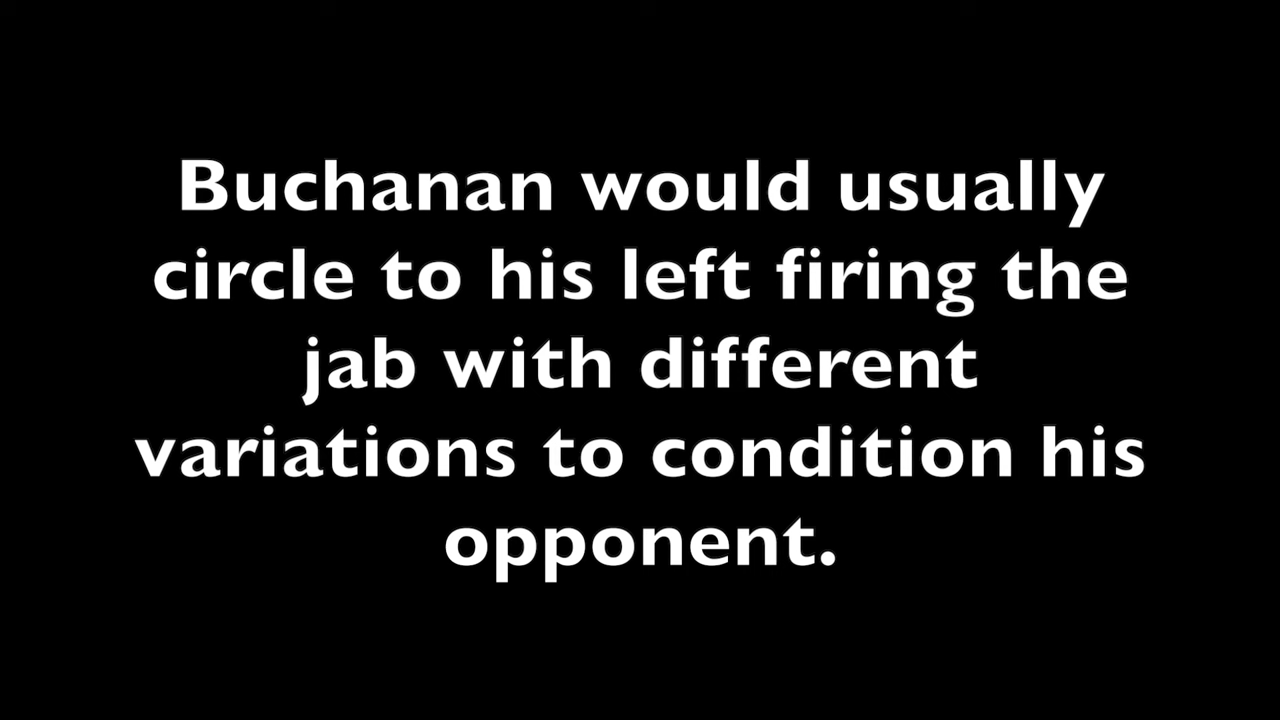 Buchanan would usually
circle to his left firing the
jab with different
variations to condition his
opponent.